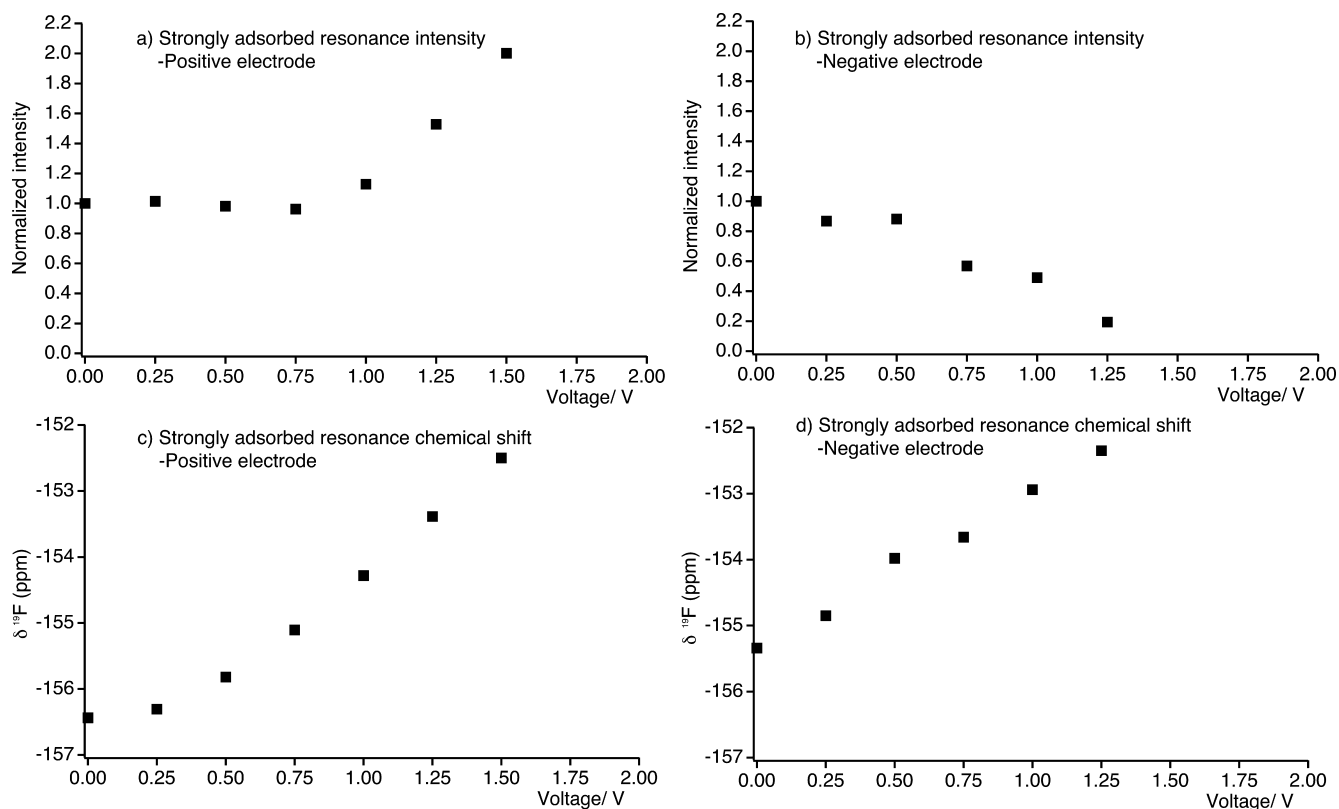 a) Strongly adsorbed resonance intensity
-Positive electrode
Normalized intensity
2.2
2.0
1.8
1.6
1.4
1.2
1.0
0.8
0.6
0.4
0.2
0.0
0.00 0.25 0.50 0.75 1.00 1.25 1.50 1.75 2.00
Voltage/ V
b) Strongly adsorbed resonance intensity
-Negative electrode
Normalized intensity
2.2
2.0
1.8
1.6
1.4
1.2
1.0
0.8
0.6
0.4
0.2
0.0
0.00 0.25 0.50 0.75 1.00 1.25 1.50 1.75 2.00
Voltage/ V
c) Strongly adsorbed resonance chemical shift
-Positive electrode
δ ¹⁹F (ppm)
-152
-153
-154
-155
-156
-157
0.00 0.25 0.50 0.75 1.00 1.25 1.50 1.75 2.00
Voltage/ V
d) Strongly adsorbed resonance chemical shift
-Negative electrode
δ ¹⁹F (ppm)
-152
-153
-154
-155
-156
-157
0.00 0.25 0.50 0.75 1.00 1.25 1.50 1.75 2.00
Voltage/ V